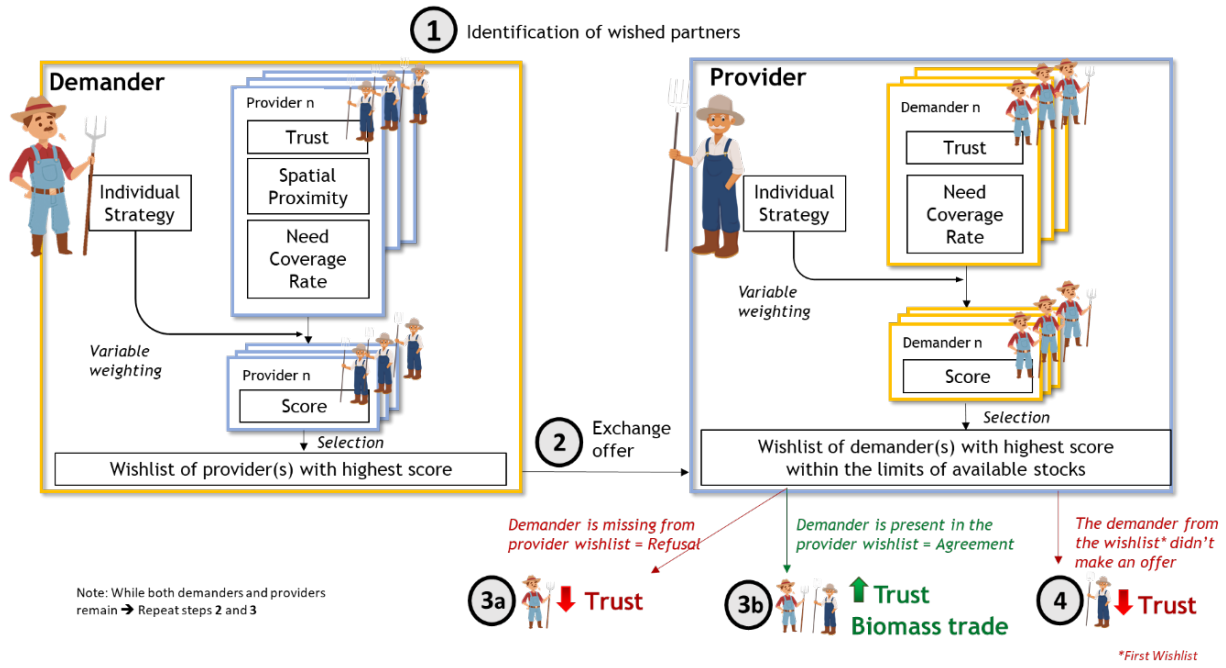 1 Identification of wished partners
Demander
Provider n
Trust
Spatial
Proximity
Need
Coverage
Rate
Individual
Strategy
Variable
weighting
Provider n
Score
Selection
Wishlist of provider(s) with highest score
2 Exchange
offer
Provider
Demander n
Trust
Need
Coverage
Rate
Individual
Strategy
Variable
weighting
Demander n
Score
Selection
Wishlist of demander(s) with highest score
within the limits of available stocks
Demander is missing from
provider wishlist = Refusal
3a Trust
Demander is present in the
provider wishlist = Agreement
3b Trust
Biomass trade
The demander from
the wishlist* didn't
make an offer
4 Trust
*First Wishlist
Note: While both demanders and providers
remain ➔ Repeat steps 2 and 3